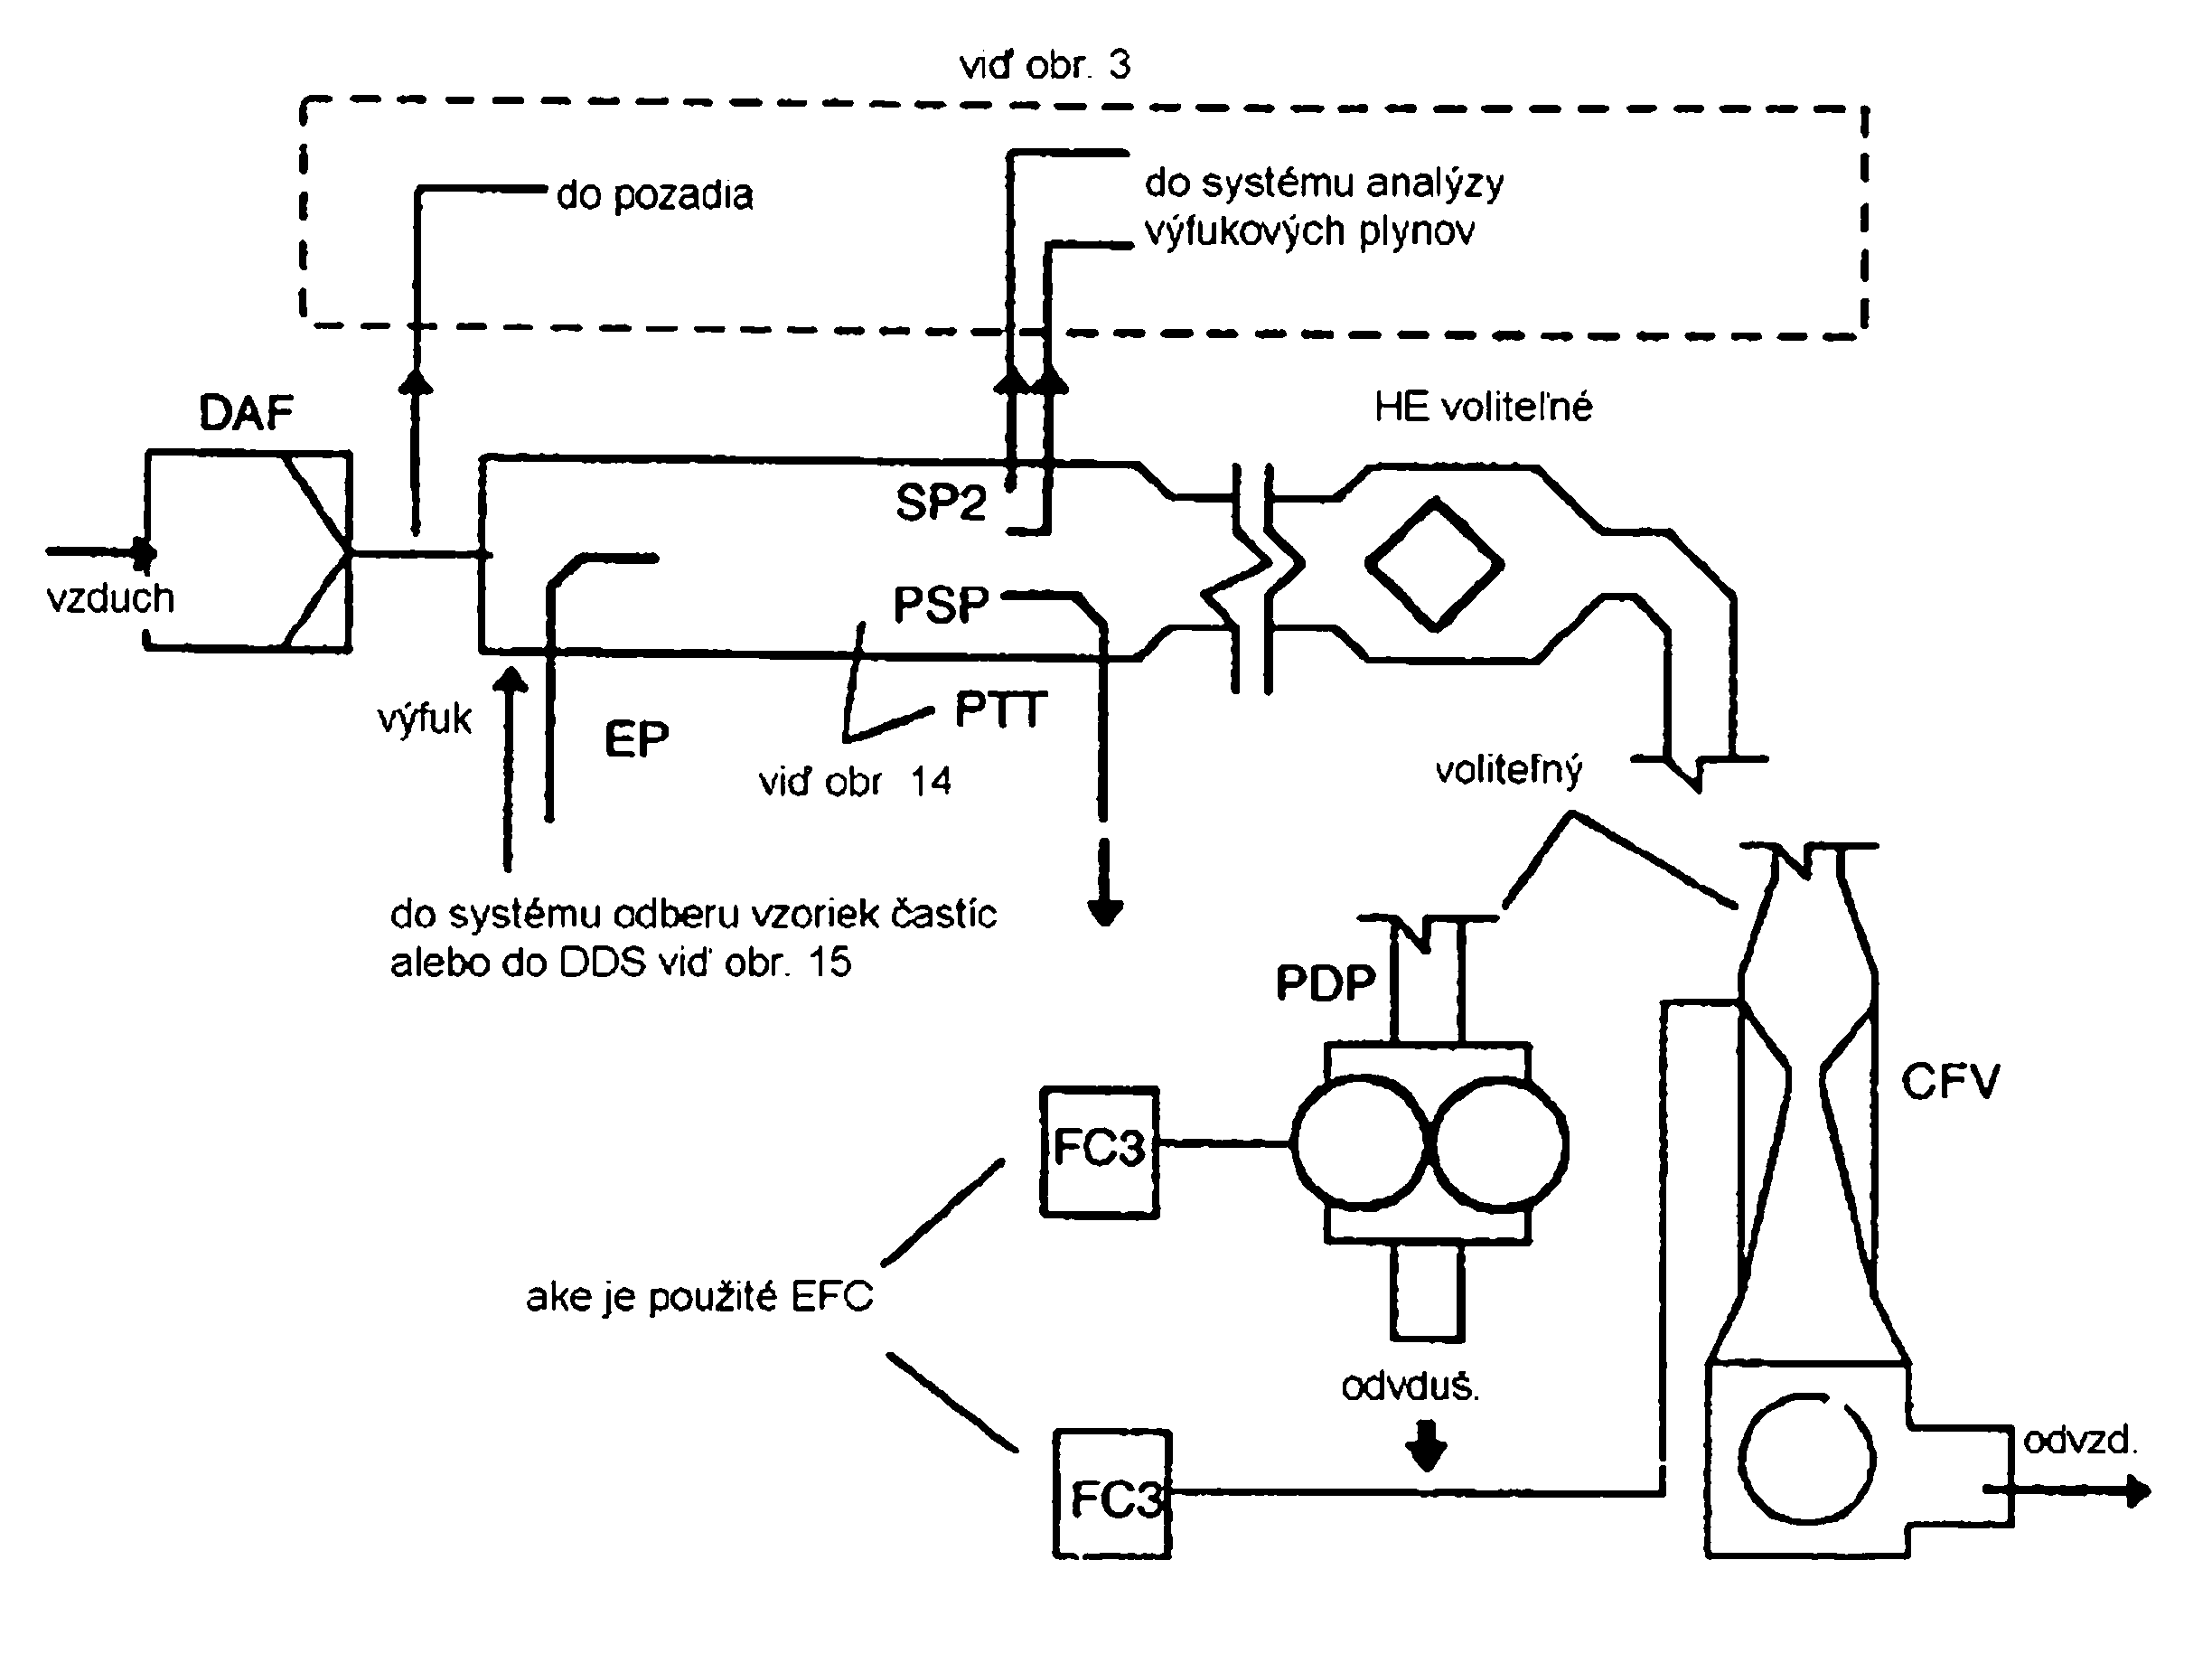 viď obr. 3
do pozadia
do systému analýzy
výfukových plynov
DAF
HE voliteľné
SP2
vzduch
PSP
výfuk
EP
PTT
viď obr 14
voliteľný
do systému odberu vzoriek častíc
alebo do DDS viď obr. 15
PDP
CFV
FC3
ake je použité EFC
odvduš.
odvzd.
FC3